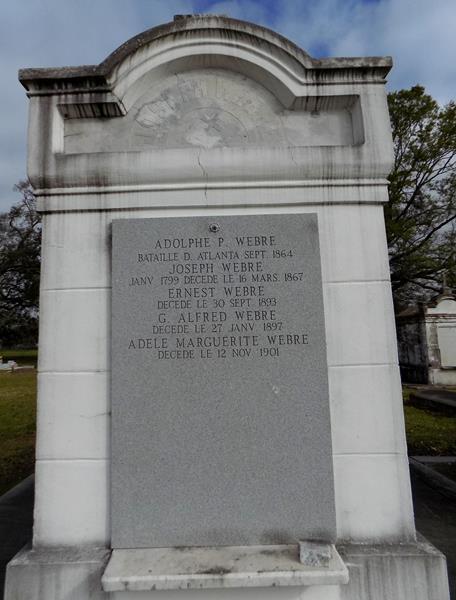 ADOLPHE P. WEBRE
BATAILLE D. ATLANTA SEPT. 1864
JOSEPH WEBRE
JANV 1799 DECEDE LE 16 MARS. 1867
ERNEST WEBRE
DECEDE LE 30 SEPT. 1893
G. ALFRED WEBRE
DECEDE LE 27 JANV 1897
ADELE MARGUERITE WEBRE
DECEDE LE 12 NOV 1901